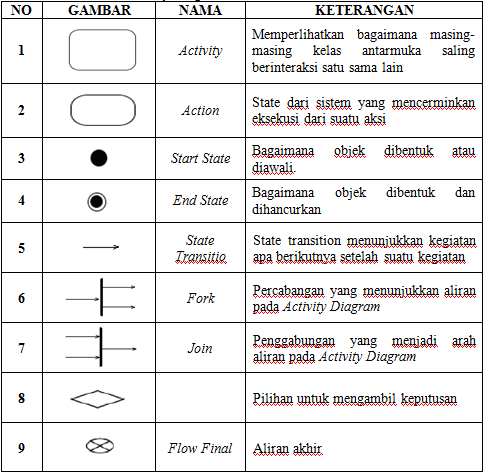 NO GAMBAR NAMA KETERANGAN
1 Activity Memperlihatkan bagaimana masing-
masing kelas antarmuka saling
berinteraksi satu sama lain
2 Action State dari sistem yang mencerminkan
eksekusi dari suatu aksi
3 Start State Bagaimana objek dibentuk atau
diawali.
4 End State Bagaimana objek dibentuk dan
dihancurkan
5 State
Transitio State transition menunjukkan kegiatan
apa berikutnya setelah suatu kegiatan
6 Fork Percabangan yang menunjukkan aliran
pada Activity Diagram
7 Join Penggabungan yang menjadi arah
aliran pada Activity Diagram
8 Pilihan untuk mengambil keputusan
9 Flow Final Aliran akhir